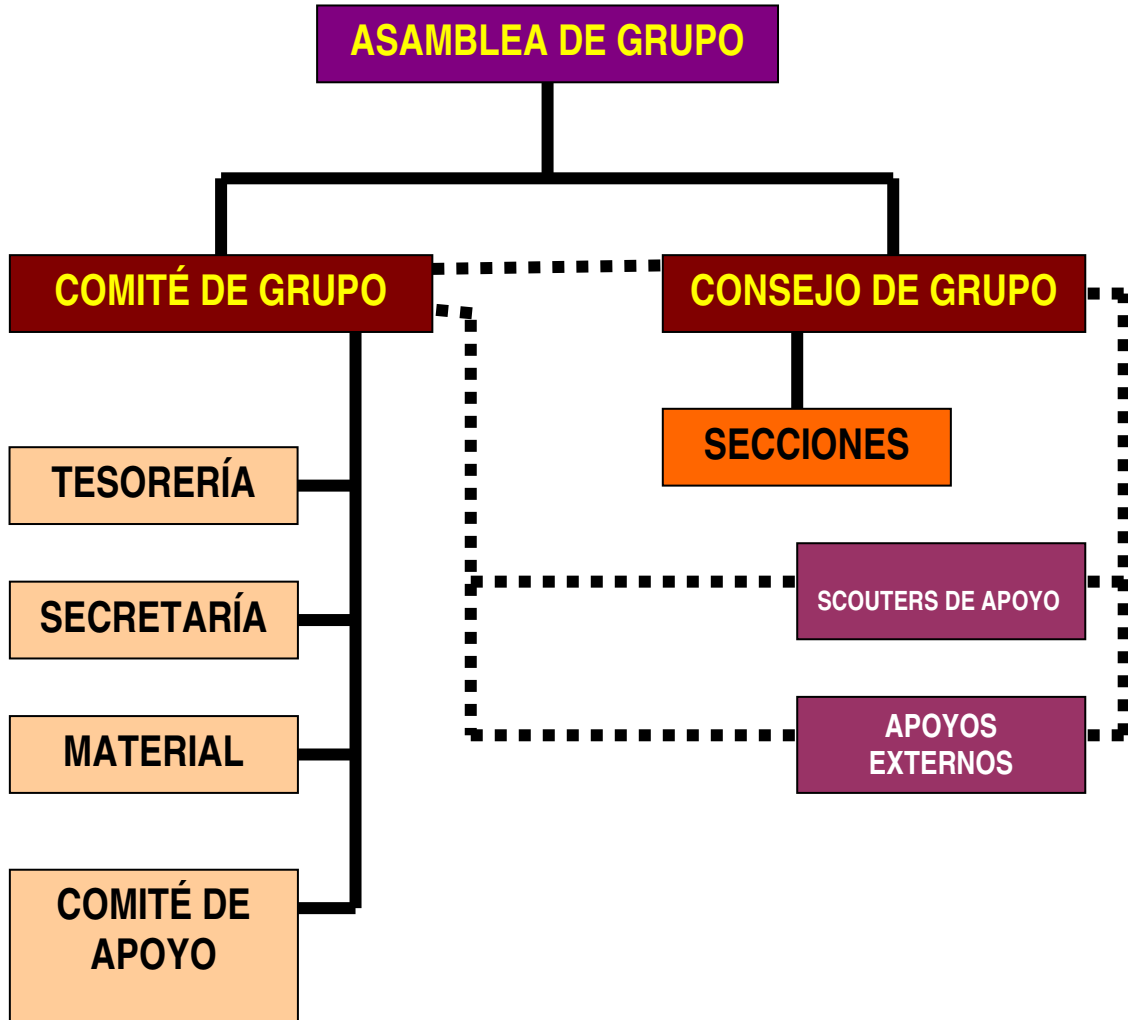 ASAMBLEA DE GRUPO
COMITÉ DE GRUPO
CONSEJO DE GRUPO
SECCIONES
TESORERÍA
SECRETARÍA
MATERIAL
COMITÉ DE
APOYO
SCOUTERS DE APOYO
APOYOS
EXTERNOS